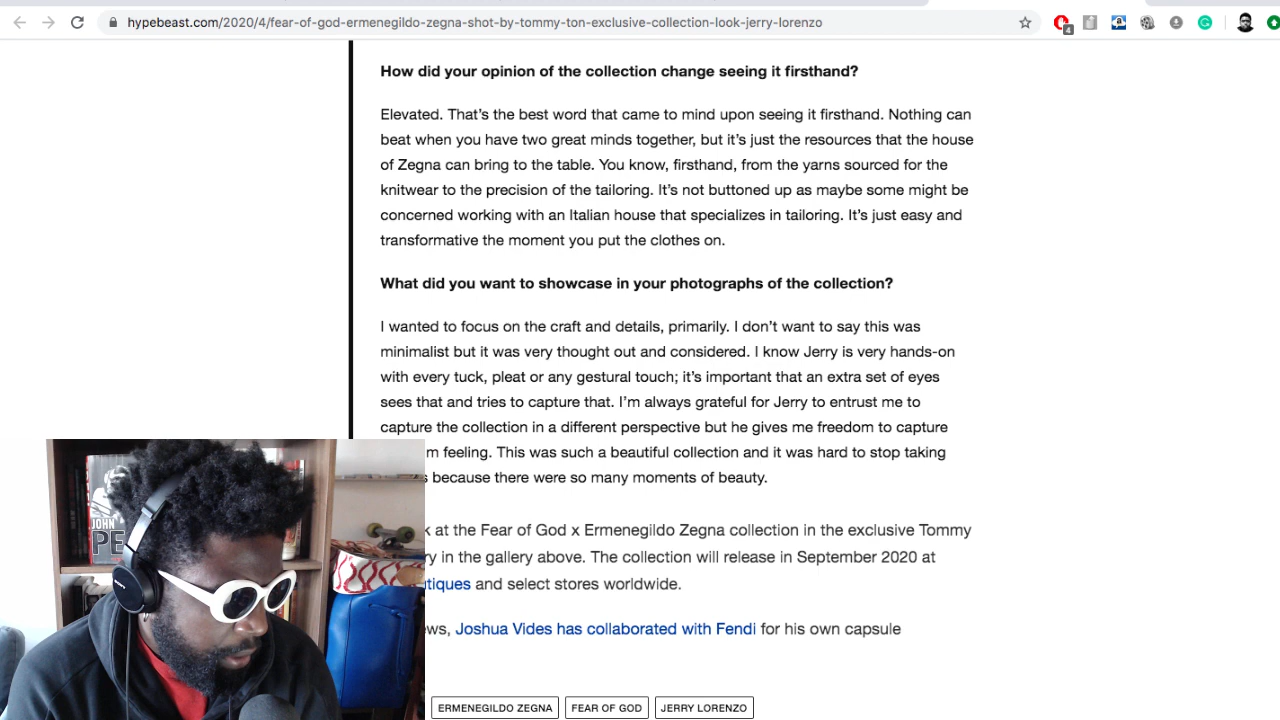 hypebeast.com/2020/4/fear-of-god-ermenegildo-zegna-shot-by-tommy-ton-exclusive-collection-look-jerry-lorenzo
4
How did your opinion of the collection change seeing it firsthand?
Elevated. That’s the best word that came to mind upon seeing it firsthand. Nothing can
beat when you have two great minds together, but it’s just the resources that the house
of Zegna can bring to the table. You know, firsthand, from the yarns sourced for the
knitwear to the precision of the tailoring. It’s not buttoned up as maybe some might be
concerned working with an Italian house that specializes in tailoring. It’s just easy and
transformative the moment you put the clothes on.
What did you want to showcase in your photographs of the collection?
I wanted to focus on the craft and details, primarily. I don’t want to say this was
minimalist but it was very thought out and considered. I know Jerry is very hands-on
with every tuck, pleat or any gestural touch; it’s important that an extra set of eyes
sees that and tries to capture that. I’m always grateful for Jerry to entrust me to
capture the collection in a different perspective but he gives me freedom to capture
m feeling. This was such a beautiful collection and it was hard to stop taking
s because there were so many moments of beauty.
k at the Fear of God x Ermenegildo Zegna collection in the exclusive Tommy
ry in the gallery above. The collection will release in September 2020 at
tiques and select stores worldwide.
ews, Joshua Vides has collaborated with Fendi for his own capsule
JOHN
PE
ERMENEGILDO ZEGNA
FEAR OF GOD
JERRY LORENZO